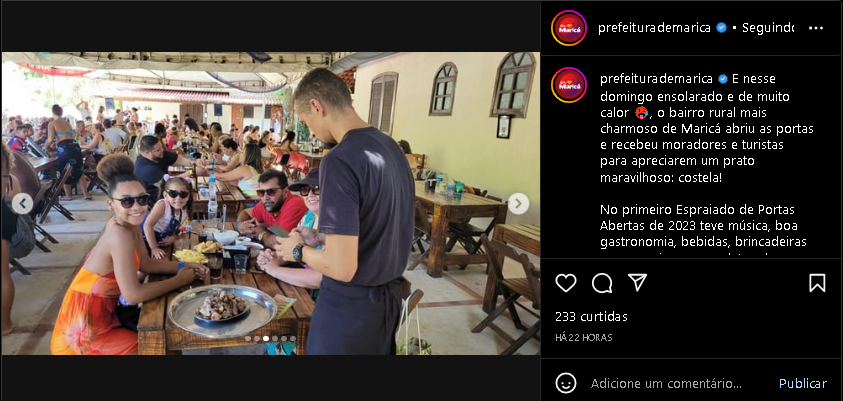 prefeiturademarica • Seguindo
prefeiturademarica E nesse
domingo ensolarado e de muito
calor 🥵, o bairro rural mais
charmoso de Maricá abriu as portas
e recebeu moradores e turistas
para apreciarem um prato
maravilhoso: costela!
No primeiro Espraiado de Portas
Abertas de 2023 teve música, boa
gastronomia, bebidas, brincadeiras
233 curtidas
HÁ 22 HORAS
Adicione um comentário... Publicar
Maricá
Maricá